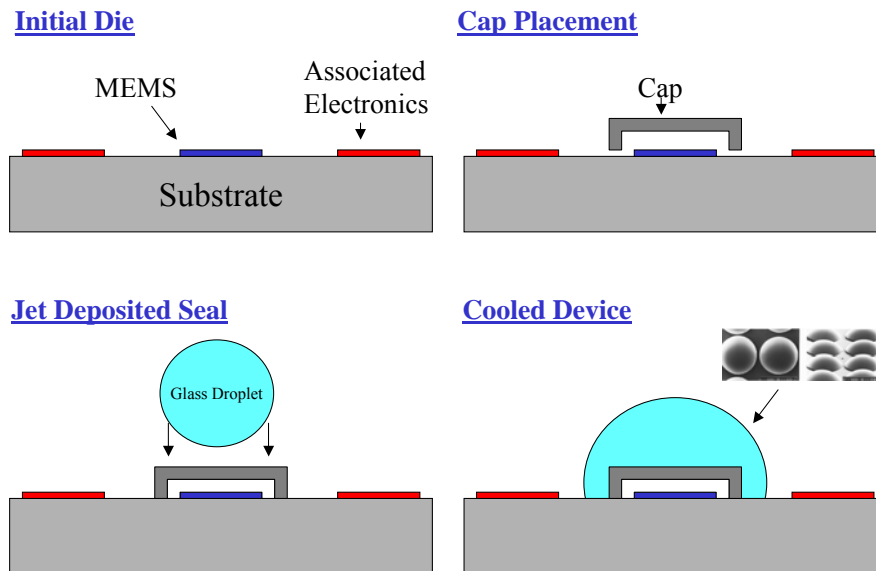 Initial Die
MEMS
Associated
Electronics
Substrate
Cap Placement
Cap
Jet Deposited Seal
Glass Droplet
Cooled Device